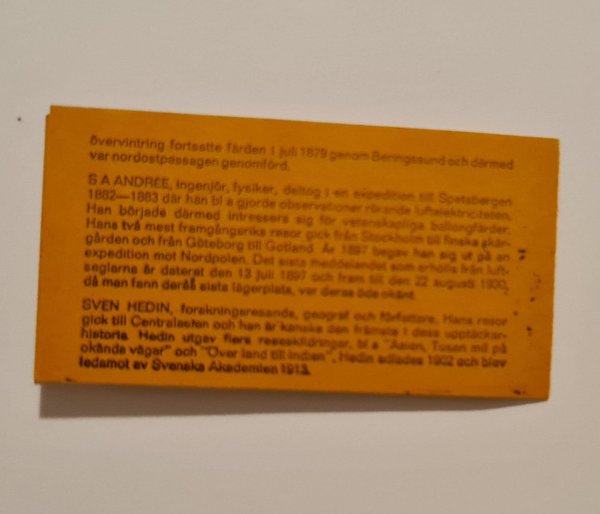 övervintring fortsatte färden i juli 1879 genom Beringssund och därmed
var nordostpassagen genomförd.
S A ANDRÉE, ingenjör, fysiker, deltog i en expedition till Spetsbergen
1882—1883 där han bl a gjorde observationer rörande luftelektriciteten.
Han började därmed intressera sig för vetenskapliga ballongfärder.
Hans två mest framgångsrika resor gick från Stockholm till finska skär-
gården och från Göteborg till Gotland. År 1897 begav han sig ut på en
expedition mot Nordpolen. Det sista meddelandet som erhölls från luft-
seglarna är daterat den 13 juli 1897 och fram till den 22 augusti 1930,
då man fann deras sista lägerplats, var deras öde okänt.
SVEN HEDIN, forskningsresande, geograf och författare. Hans resor
gick till Centralasien och han är kanske den främste i dess upptäckar-
historia. Hedin utgav flera reseskildringar, bl a "Asien, Tusen mil på
okända vägar" och "Över land till Indien". Hedin adlades 1902 och blev
ledamot av Svenska Akademien 1913.